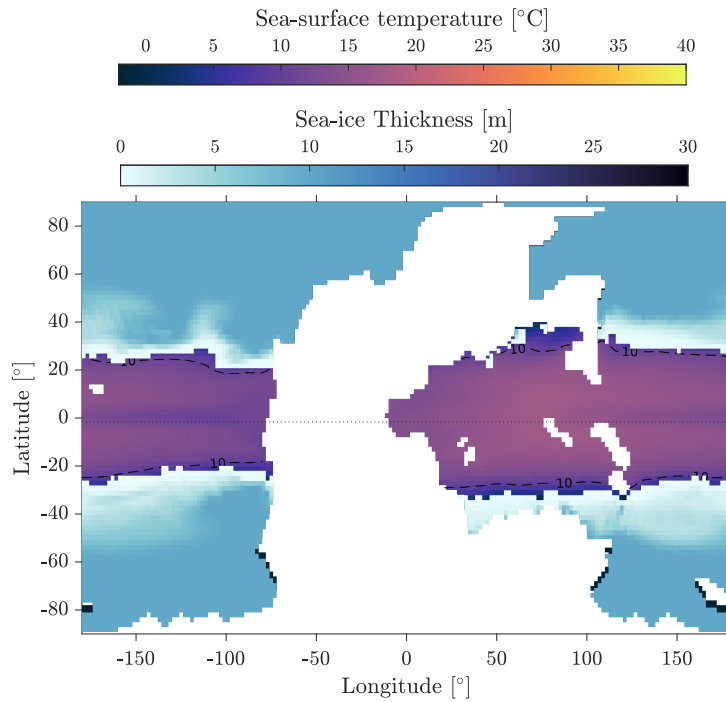 Sea-surface temperature [°C]
0 5 10 15 20 25 30 35 40
Sea-ice Thickness [m]
0 5 10 15 20 25 30
80
60
40
20
0
-20
-40
-60
-80
Latitude [°]
10 10 10
10 10
-150 -100 -50 0 50 100 150
Longitude [°]